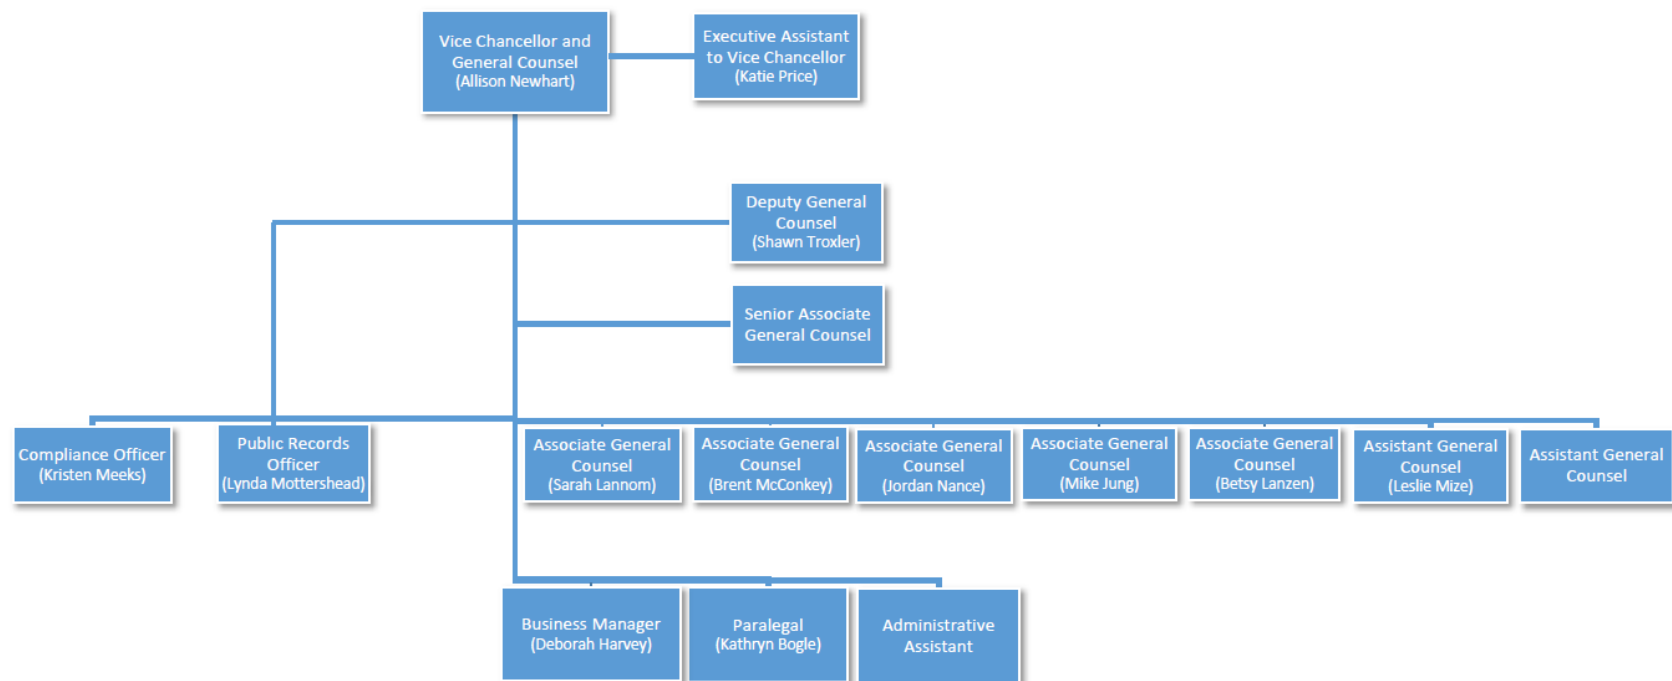 Vice Chancellor and
General Counsel
(Allison Newhart)
Executive Assistant
to Vice Chancellor
(Katie Price)
Deputy General
Counsel
(Shawn Troxler)
Senior Associate
General Counsel
Compliance Officer
(Kristen Meeks)
Public Records
Officer
(Lynda Mottershead)
Associate General
Counsel
(Sarah Lannom)
Associate General
Counsel
(Brent McConkey)
Associate General
Counsel
(Jordan Nance)
Associate General
Counsel
(Mike Jung)
Associate General
Counsel
(Betsy Lanzen)
Assistant General
Counsel
(Leslie Mize)
Assistant General
Counsel
Business Manager
(Deborah Harvey)
Paralegal
(Kathryn Bogle)
Administrative
Assistant